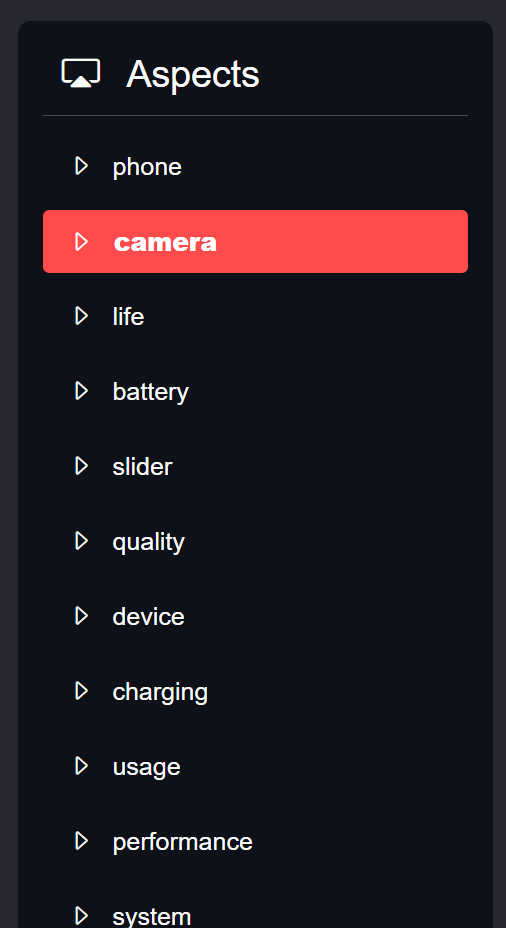 Aspects
phone
camera
life
battery
slider
quality
device
charging
usage
performance
system